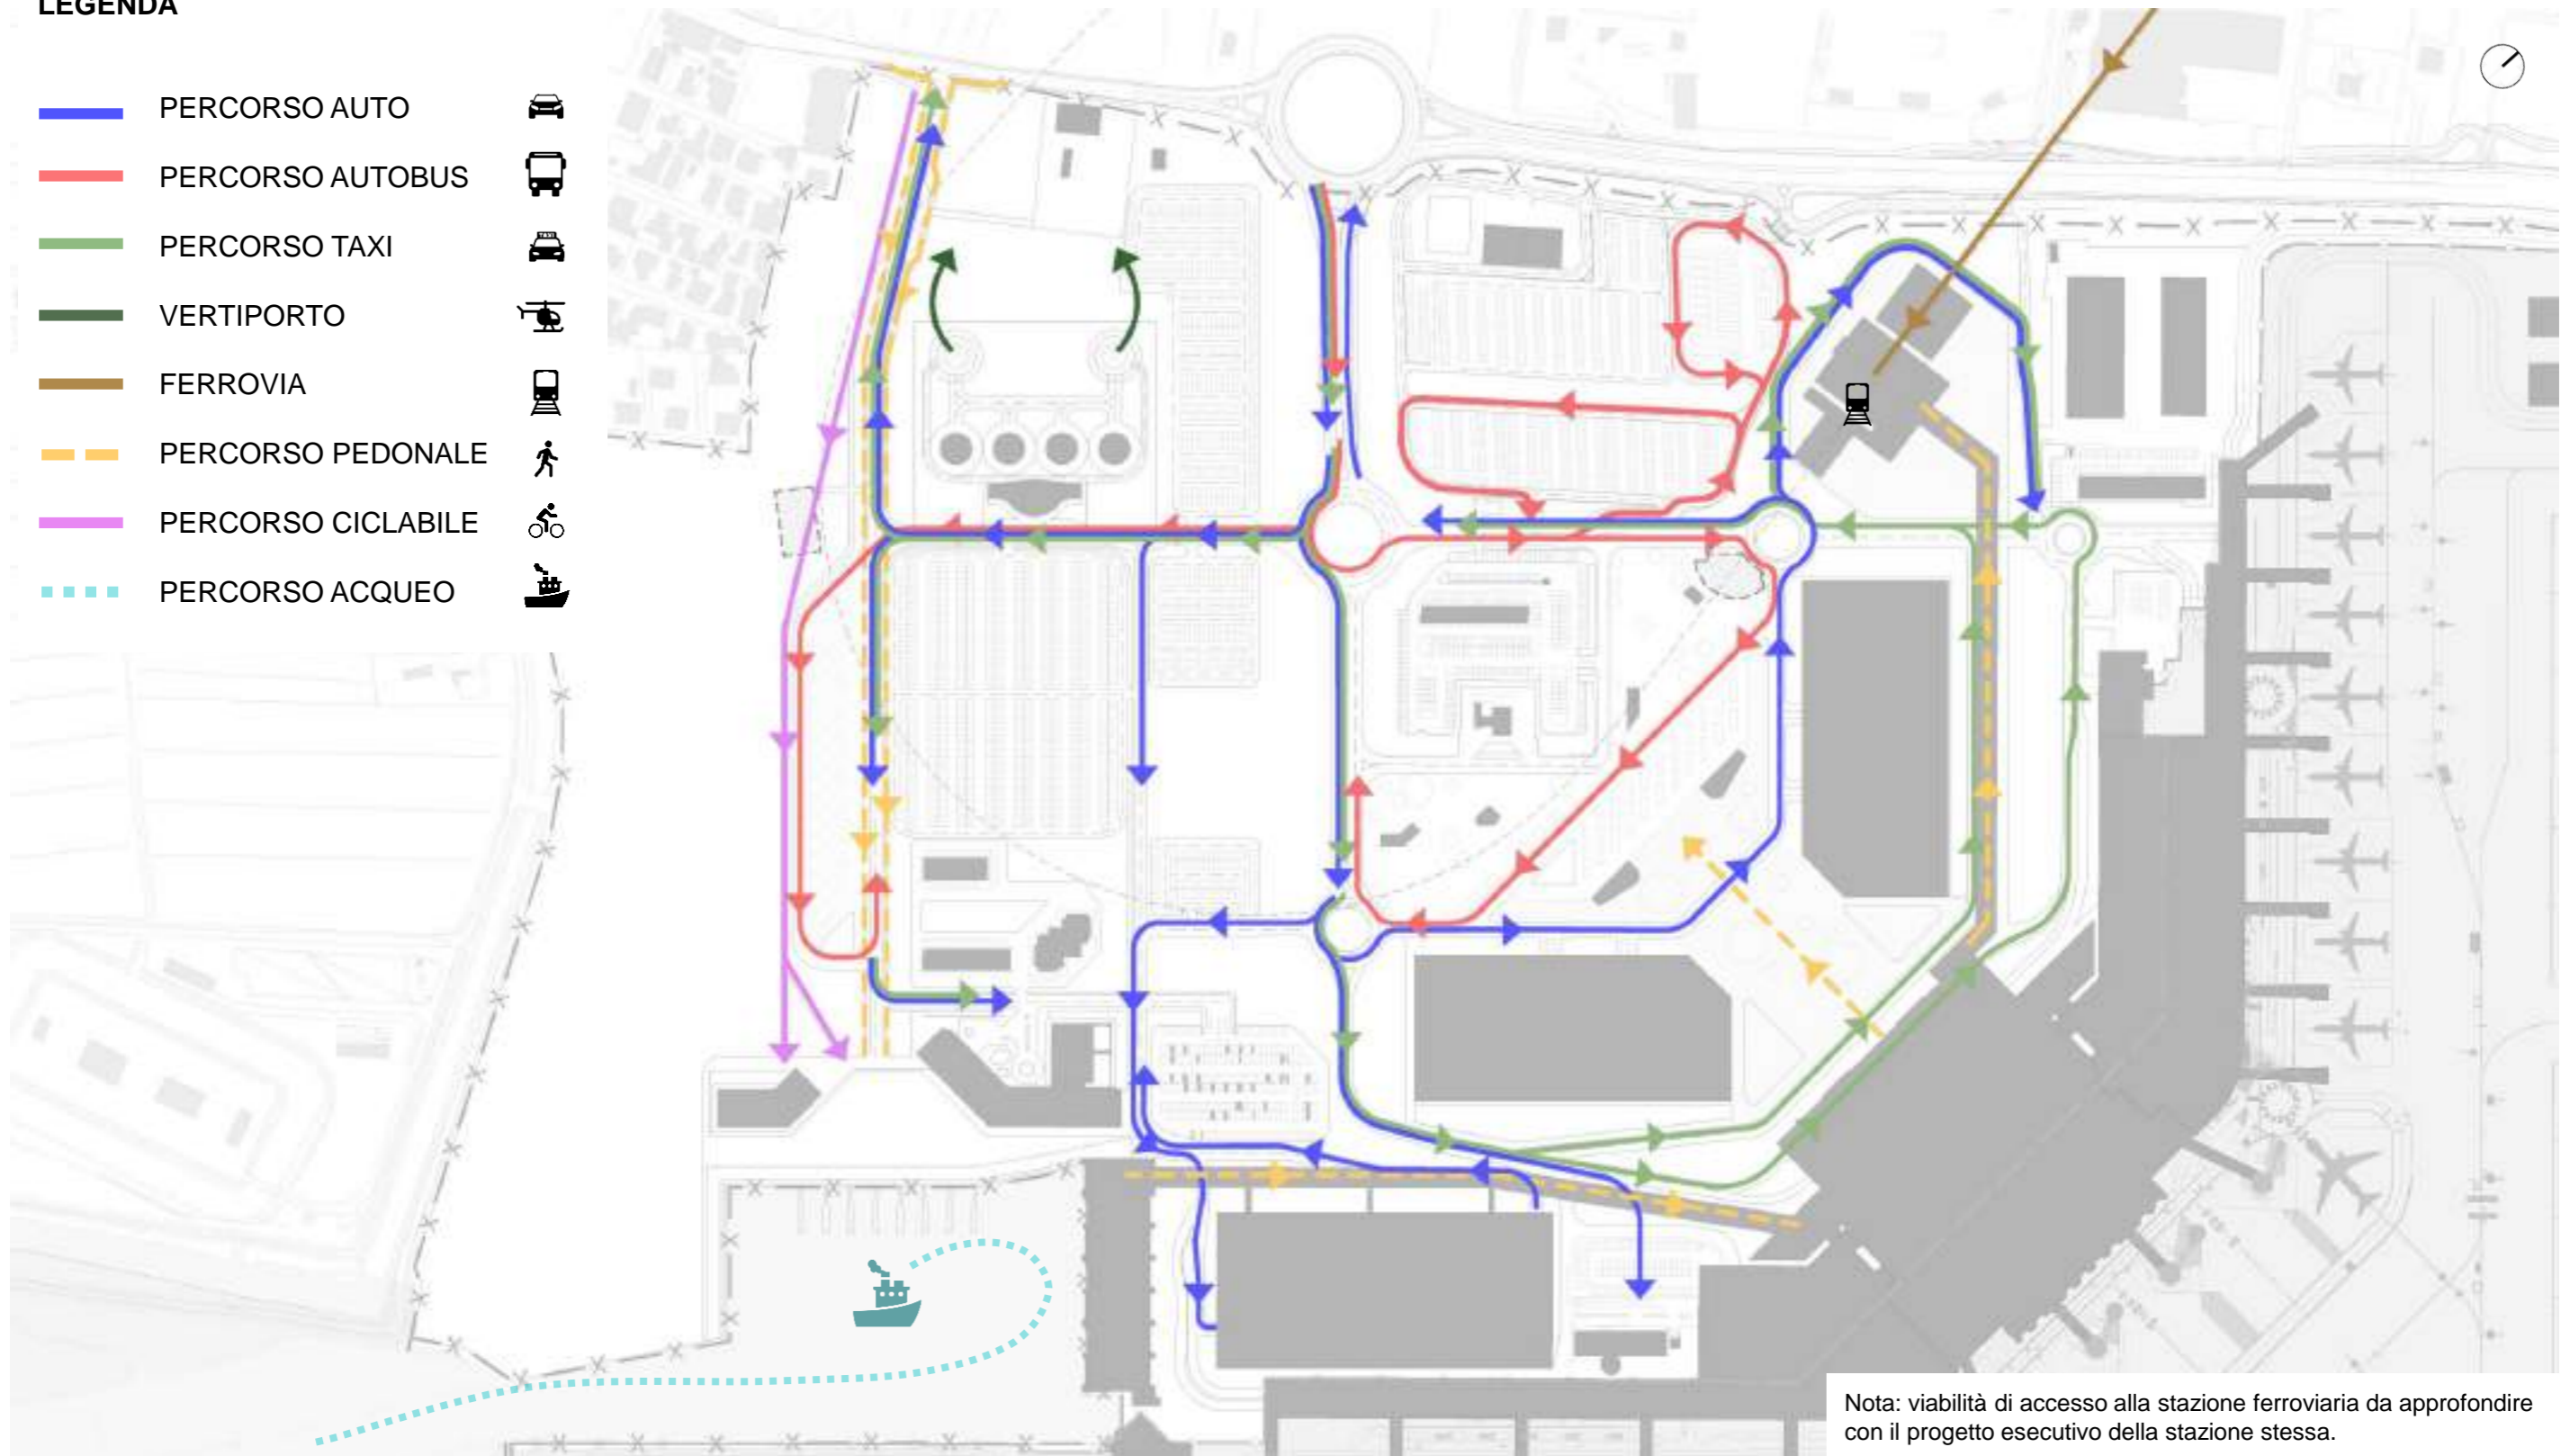 LEGENDA
PERCORSO AUTO
PERCORSO AUTOBUS
PERCORSO TAXI
VERTIPORTO
FERROVIA
PERCORSO PEDONALE
PERCORSO CICLABILE
PERCORSO ACQUEO
Nota: viabilità di accesso alla stazione ferroviaria da approfondire
con il progetto esecutivo della stazione stessa.